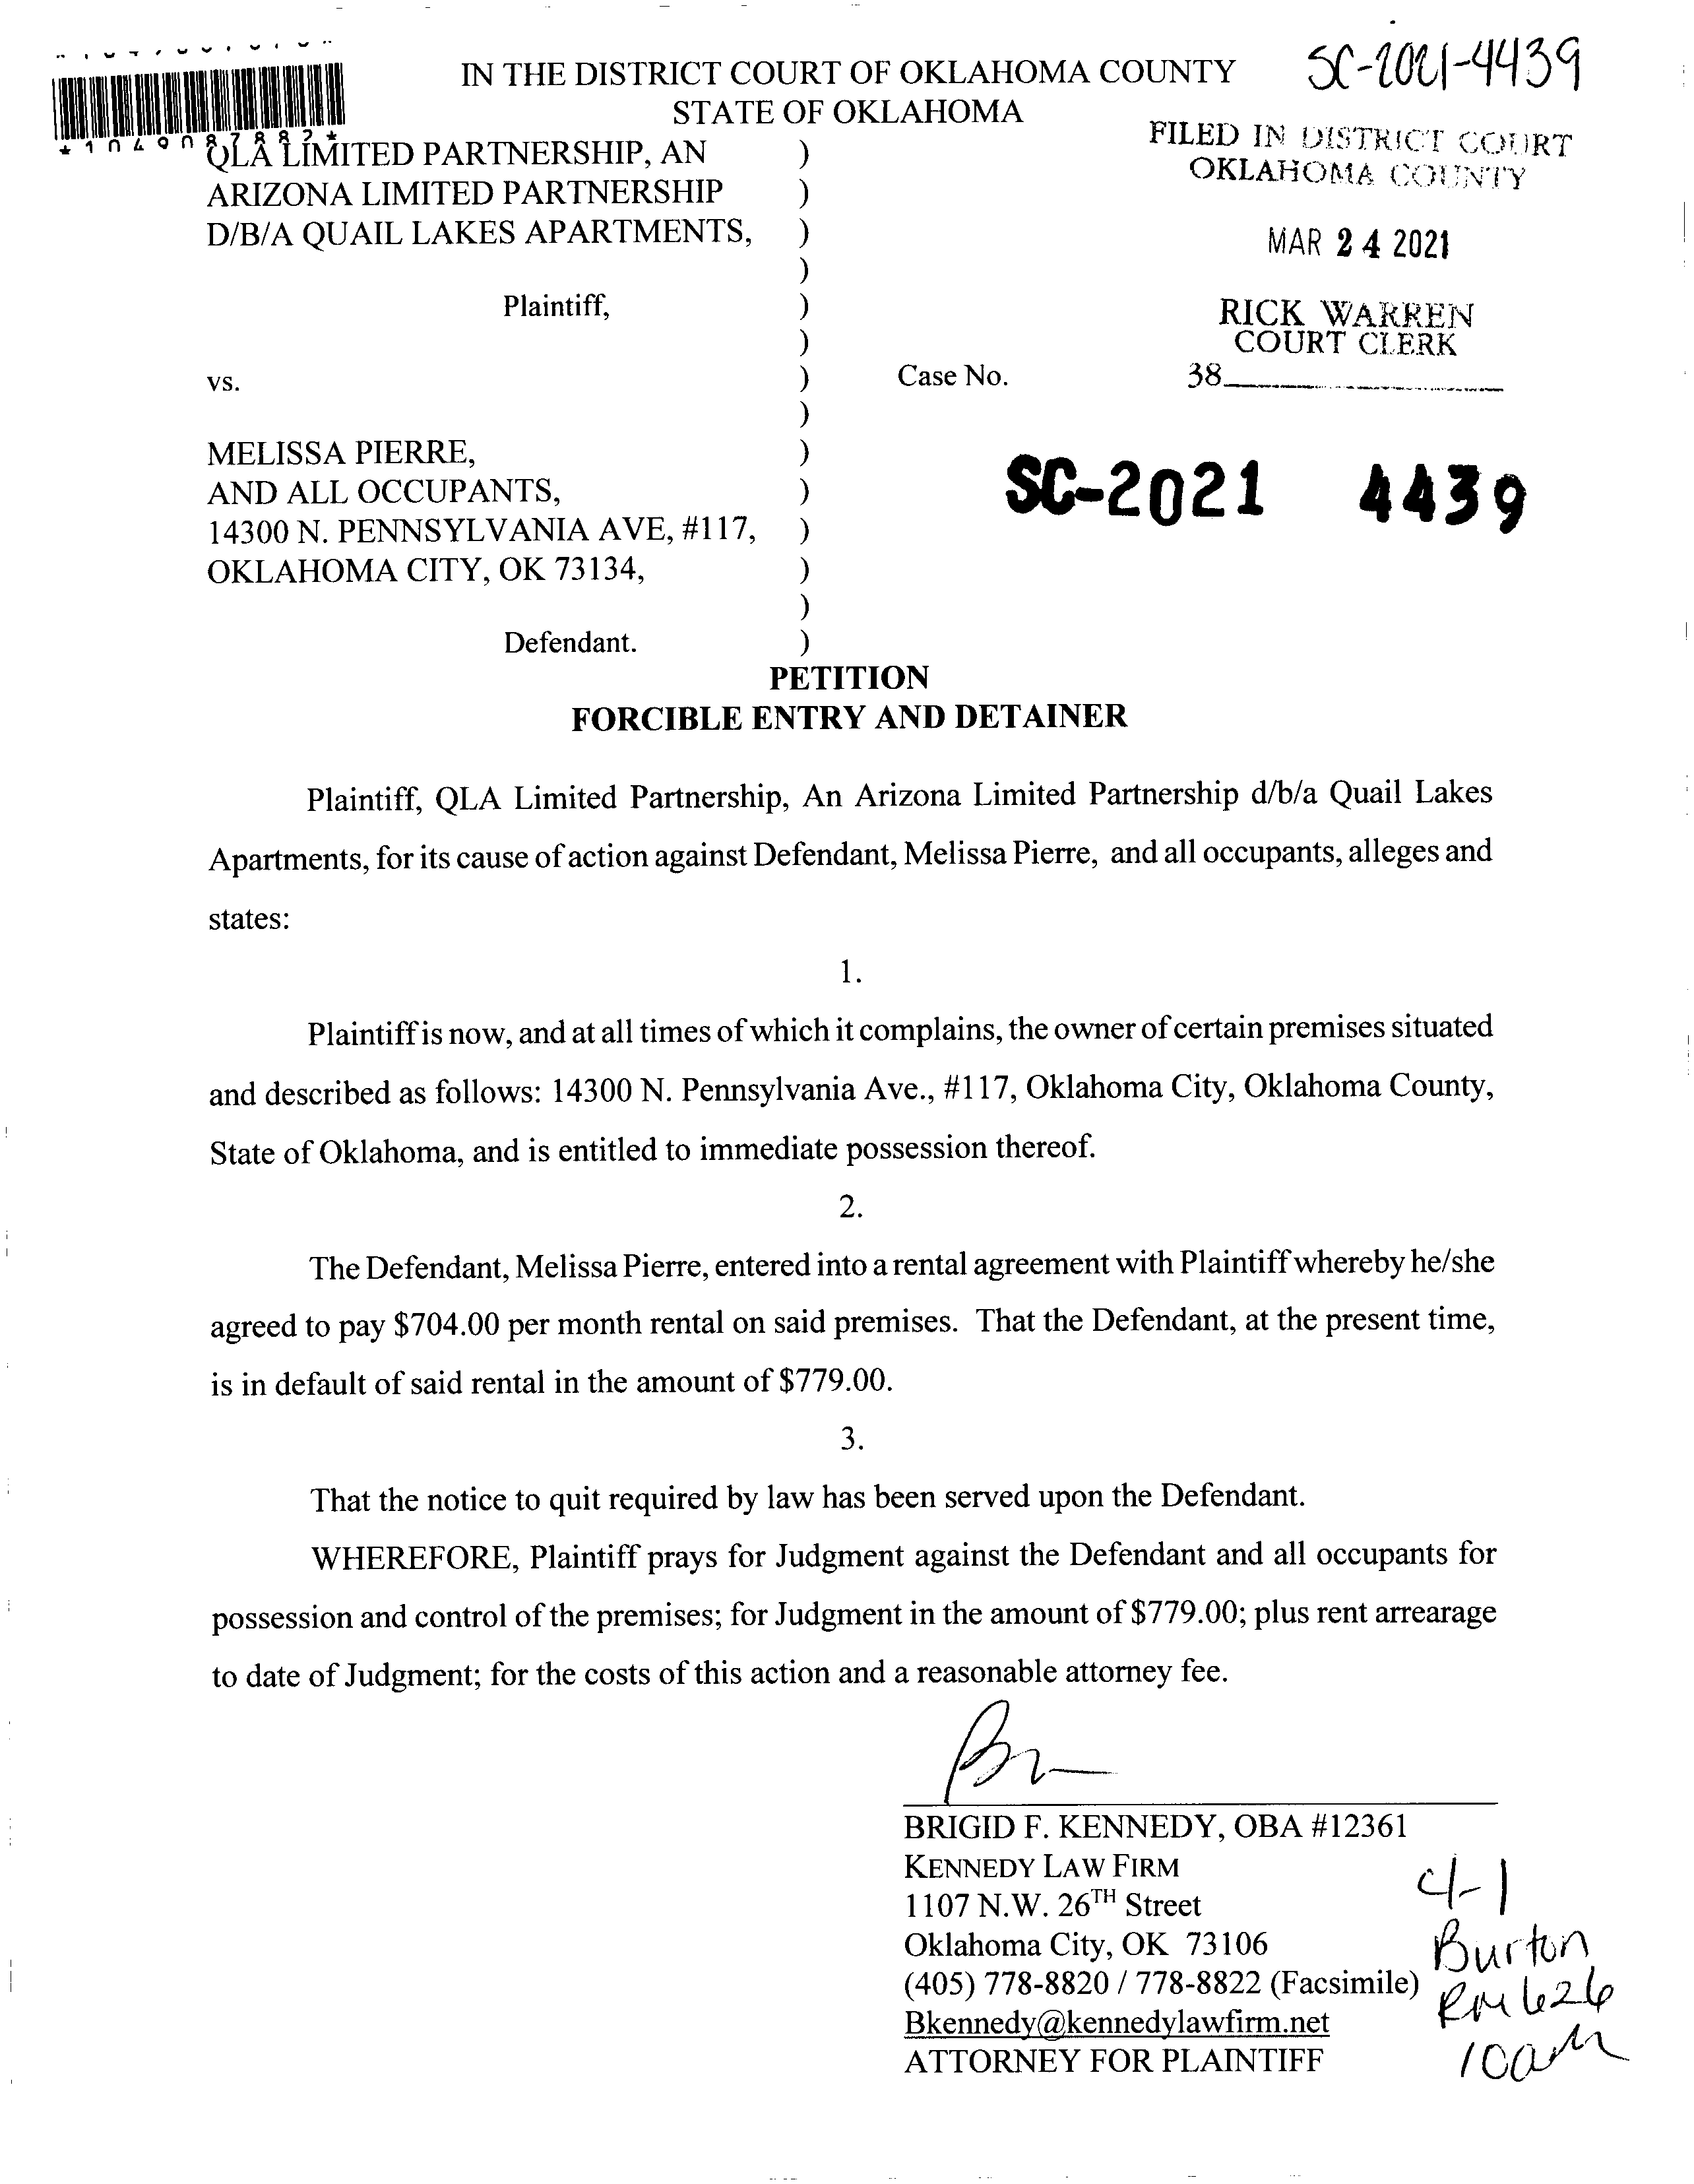 SC-2021-4439
IN THE DISTRICT COURT OF OKLAHOMA COUNTY
STATE OF OKLAHOMA
*1049087882*
FILED IN DISTRICT COURT
OKLAHOMA COUNTY
MAR 24 2021
RICK WARREN
COURT CLERK
38
QLA LIMITED PARTNERSHIP, AN )
ARIZONA LIMITED PARTNERSHIP )
D/B/A QUAIL LAKES APARTMENTS, )
)
Plaintiff, )
)
vs. ) Case No.
)
MELISSA PIERRE, )
AND ALL OCCUPANTS, ) SC-2021 4439
14300 N. PENNSYLVANIA AVE, #117, )
OKLAHOMA CITY, OK 73134, )
)
Defendant. )
PETITION
FORCIBLE ENTRY AND DETAINER
Plaintiff, QLA Limited Partnership, An Arizona Limited Partnership d/b/a Quail Lakes
Apartments, for its cause of action against Defendant, Melissa Pierre, and all occupants, alleges and
states:
1.
Plaintiff is now, and at all times of which it complains, the owner of certain premises situated
and described as follows: 14300 N. Pennsylvania Ave., #117, Oklahoma City, Oklahoma County,
State of Oklahoma, and is entitled to immediate possession thereof.
2.
The Defendant, Melissa Pierre, entered into a rental agreement with Plaintiff whereby he/she
agreed to pay $704.00 per month rental on said premises. That the Defendant, at the present time,
is in default of said rental in the amount of $779.00.
3.
That the notice to quit required by law has been served upon the Defendant.
WHEREFORE, Plaintiff prays for Judgment against the Defendant and all occupants for
possession and control of the premises; for Judgment in the amount of $779.00; plus rent arrearage
to date of Judgment; for the costs of this action and a reasonable attorney fee.
BRIGID F. KENNEDY, OBA #12361
KENNEDY LAW FIRM
1107 N.W. 26TH Street
Oklahoma City, OK 73106
(405) 778-8820 / 778-8822 (Facsimile)
Bkennedy@kennedylawfirm.net
ATTORNEY FOR PLAINTIFF
4-1
Burton
RM 626
10am